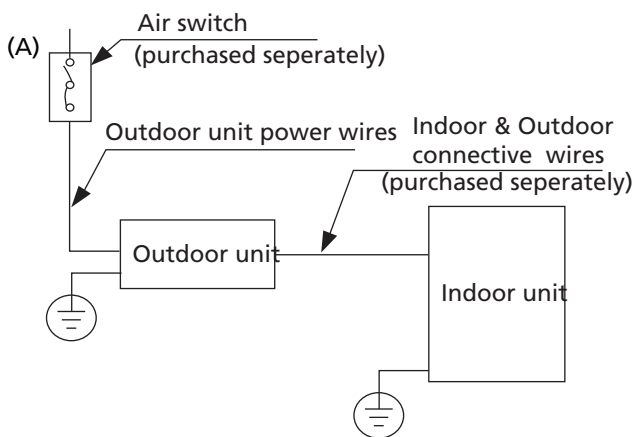 (A)
Air switch
(purchased seperately)
Outdoor unit power wires
Indoor & Outdoor
connective wires
(purchased seperately)
Outdoor unit
Indoor unit